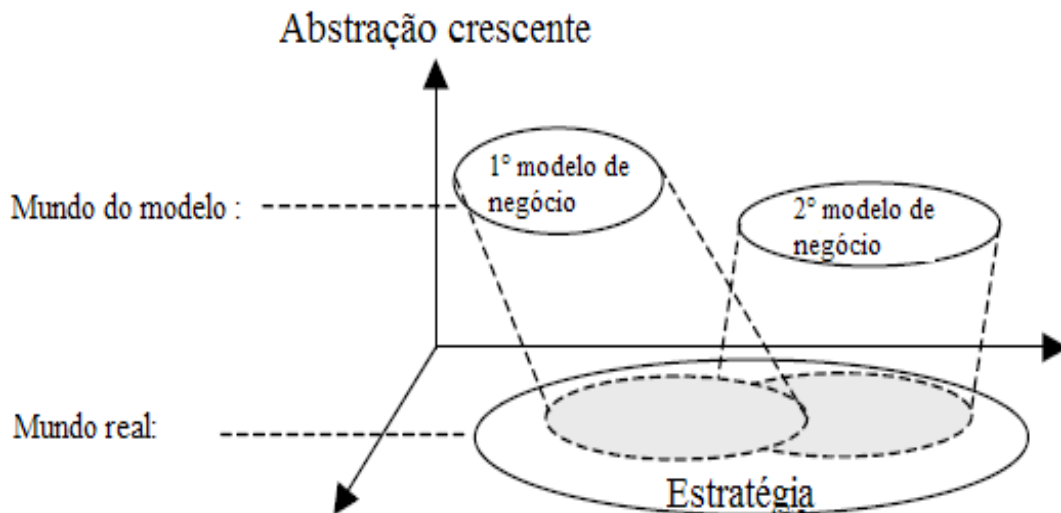 Abstração crescente
1° modelo de
negócio
Mundo do modelo :
2° modelo de
negócio
Mundo real:
Estratégia